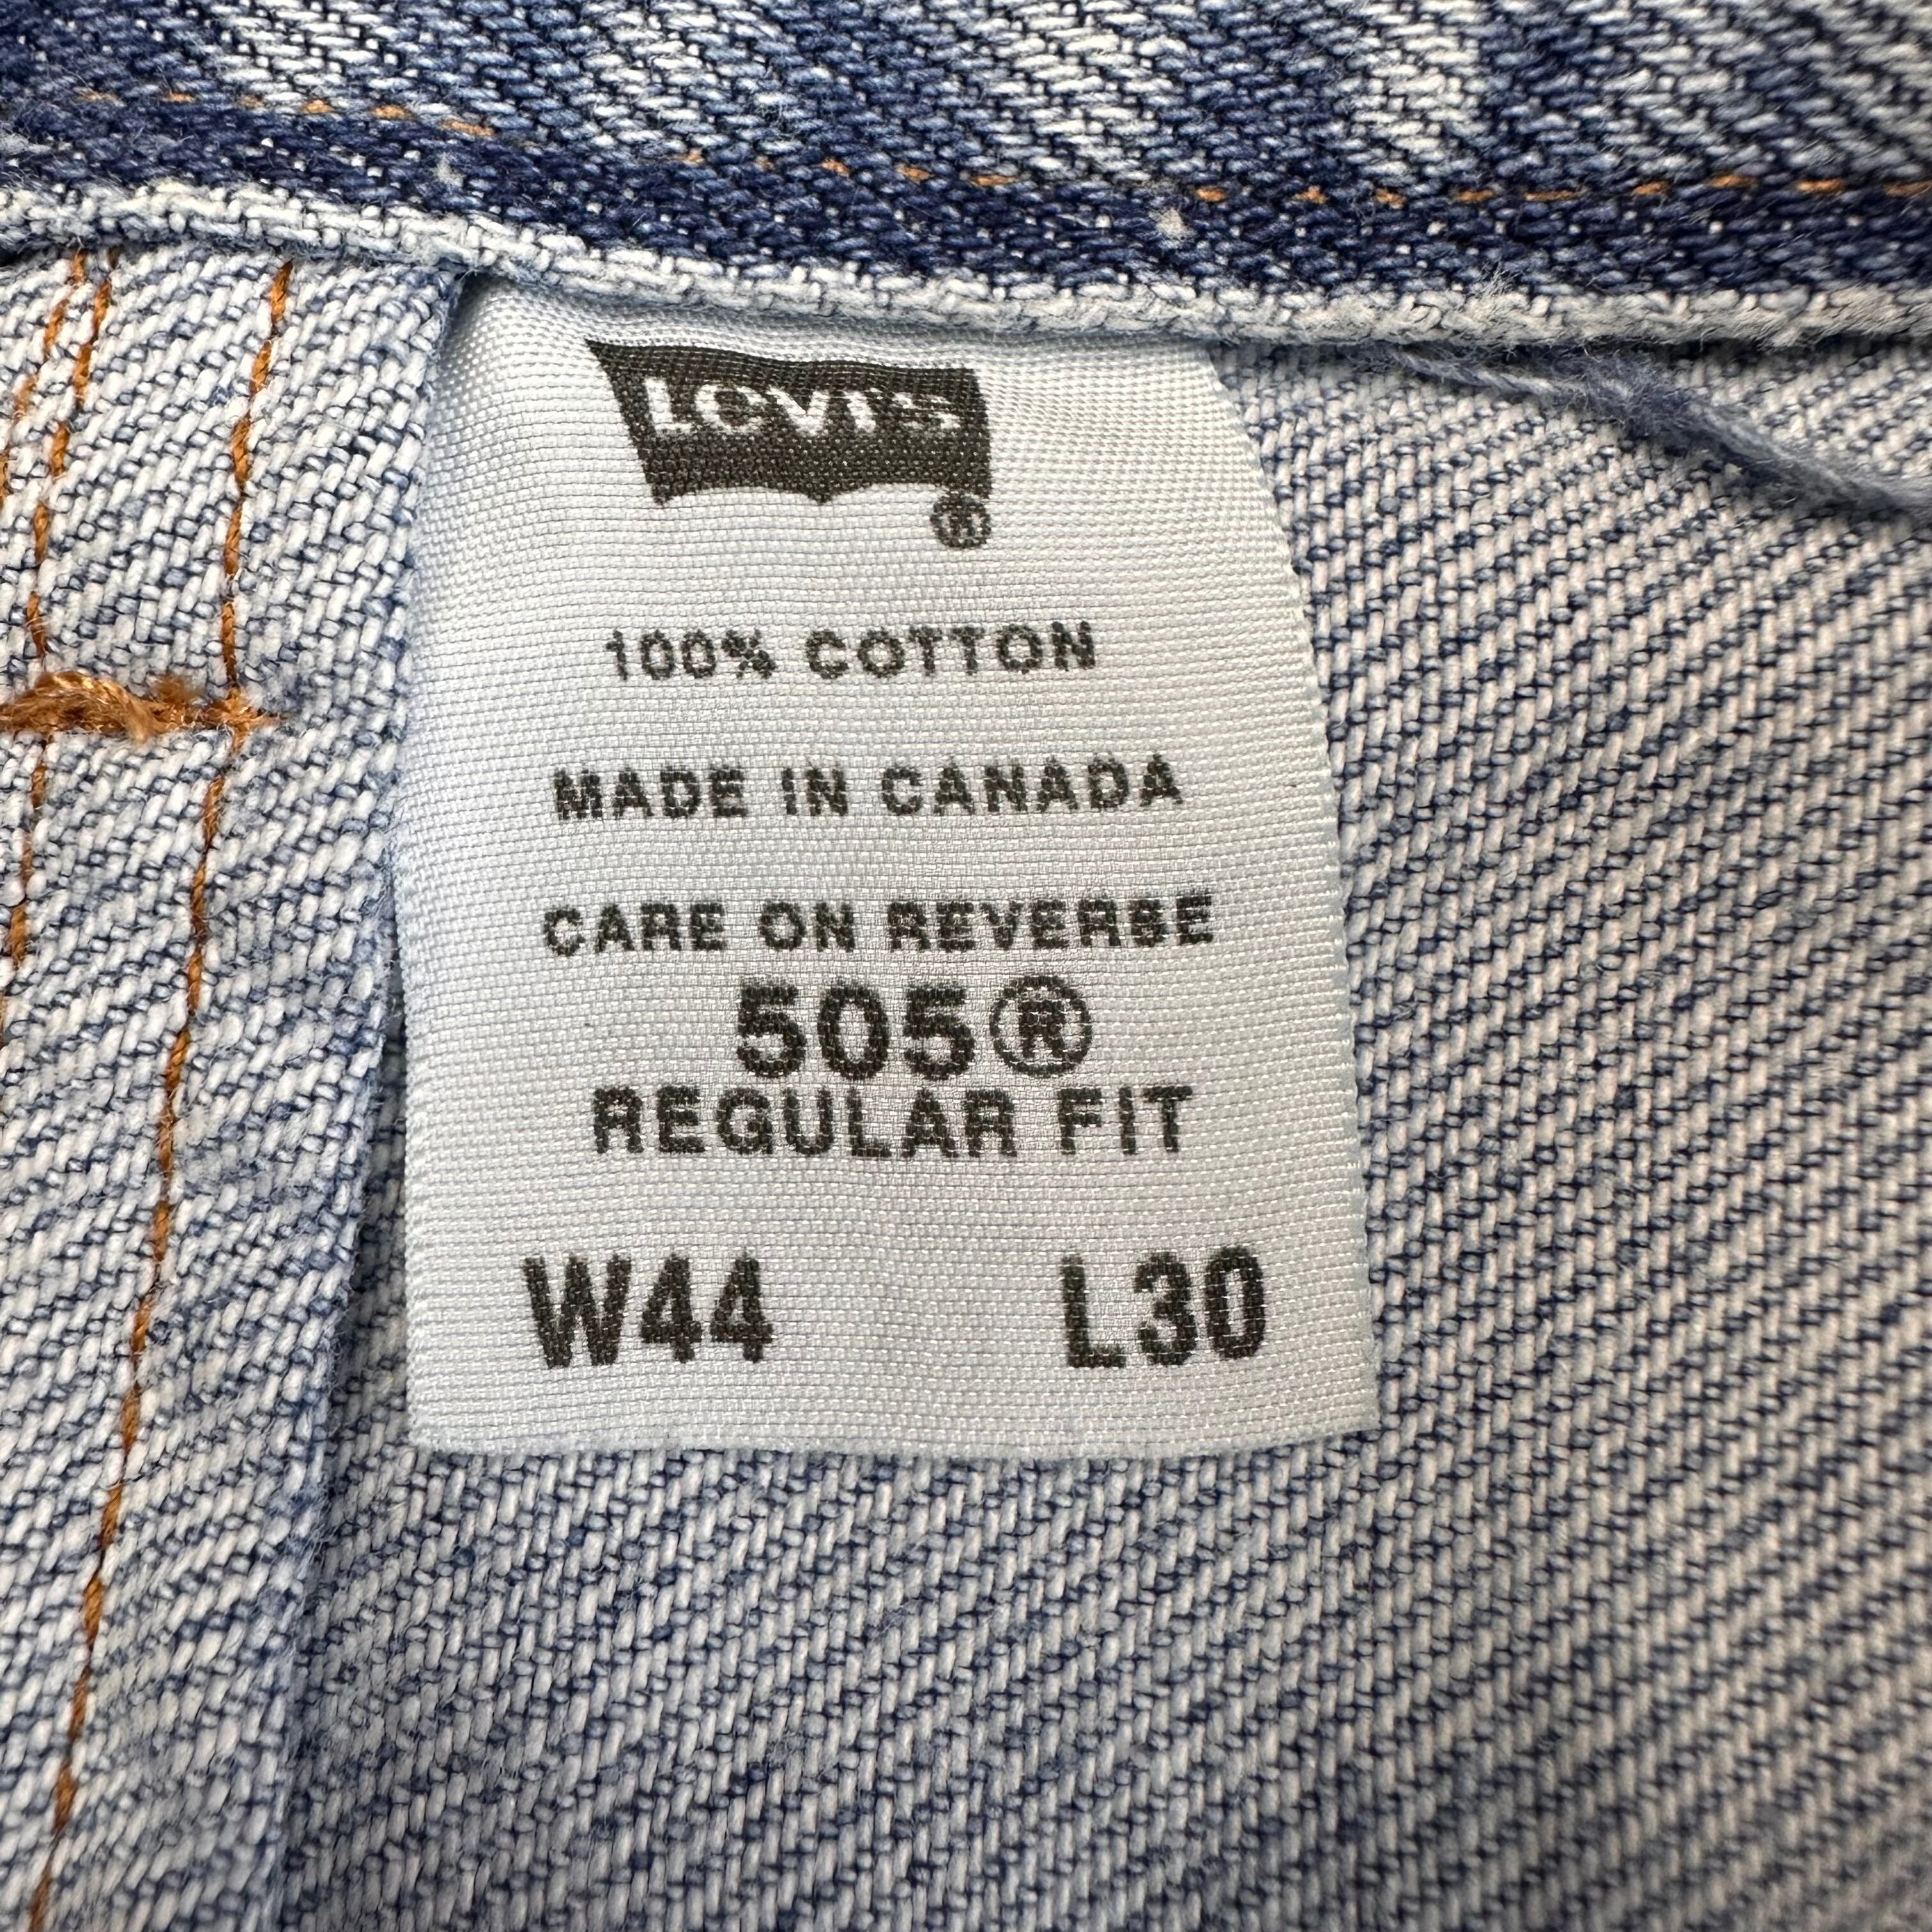 LEVI'S
®
100% COTTON
MADE IN CANADA
CARE ON REVERSE
505®
REGULAR FIT
W44 L30